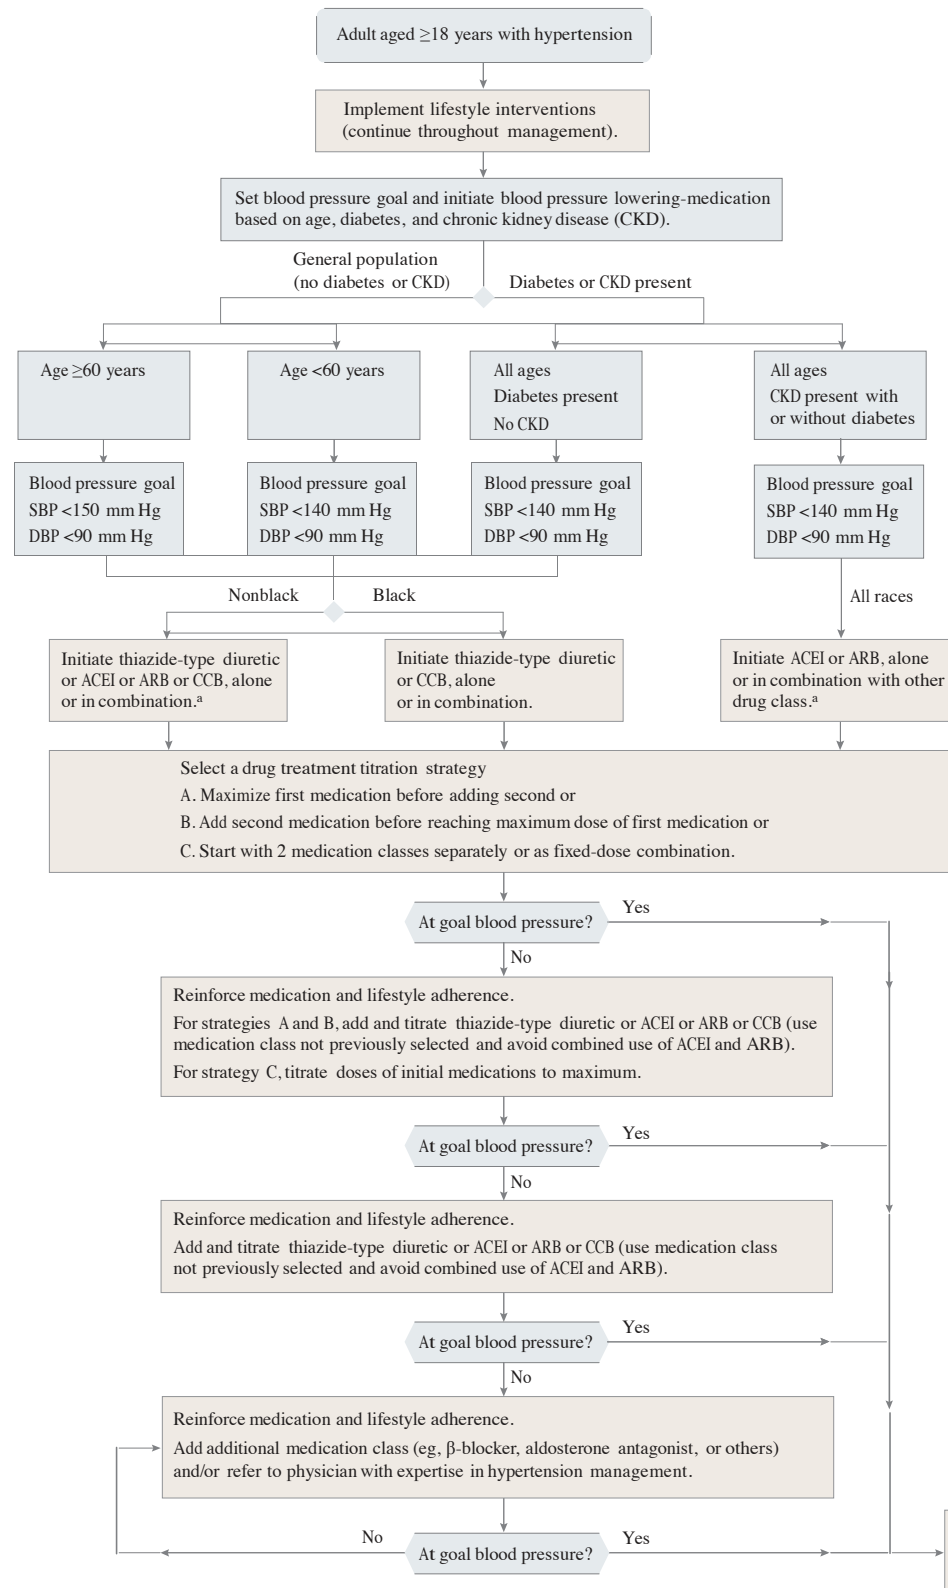 Adult aged ≥18 years with hypertension
Implement lifestyle interventions
(continue throughout management).
Set blood pressure goal and initiate blood pressure lowering-medication
based on age, diabetes, and chronic kidney disease (CKD).
General population
(no diabetes or CKD)
Diabetes or CKD present
Age ≥60 years
Age <60 years
All ages
Diabetes present
No CKD
All ages
CKD present with
or without diabetes
Blood pressure goal
SBP <150 mm Hg
DBP <90 mm Hg
Blood pressure goal
SBP <140 mm Hg
DBP <90 mm Hg
Blood pressure goal
SBP <140 mm Hg
DBP <90 mm Hg
Blood pressure goal
SBP <140 mm Hg
DBP <90 mm Hg
Nonblack
Black
All races
Initiate thiazide-type diuretic
or ACEI or ARB or CCB, alone
or in combination.ᵃ
Initiate thiazide-type diuretic
or CCB, alone
or in combination.
Initiate ACEI or ARB, alone
or in combination with other
drug class.ᵃ
Select a drug treatment titration strategy
A. Maximize first medication before adding second or
B. Add second medication before reaching maximum dose of first medication or
C. Start with 2 medication classes separately or as fixed-dose combination.
At goal blood pressure?
Yes
No
Reinforce medication and lifestyle adherence.
For strategies A and B, add and titrate thiazide-type diuretic or ACEI or ARB or CCB (use
medication class not previously selected and avoid combined use of ACEI and ARB).
For strategy C, titrate doses of initial medications to maximum.
At goal blood pressure?
Yes
No
Reinforce medication and lifestyle adherence.
Add and titrate thiazide-type diuretic or ACEI or ARB or CCB (use medication class
not previously selected and avoid combined use of ACEI and ARB).
At goal blood pressure?
Yes
No
Reinforce medication and lifestyle adherence.
Add additional medication class (eg, β-blocker, aldosterone antagonist, or others)
and/or refer to physician with expertise in hypertension management.
No
At goal blood pressure?
Yes